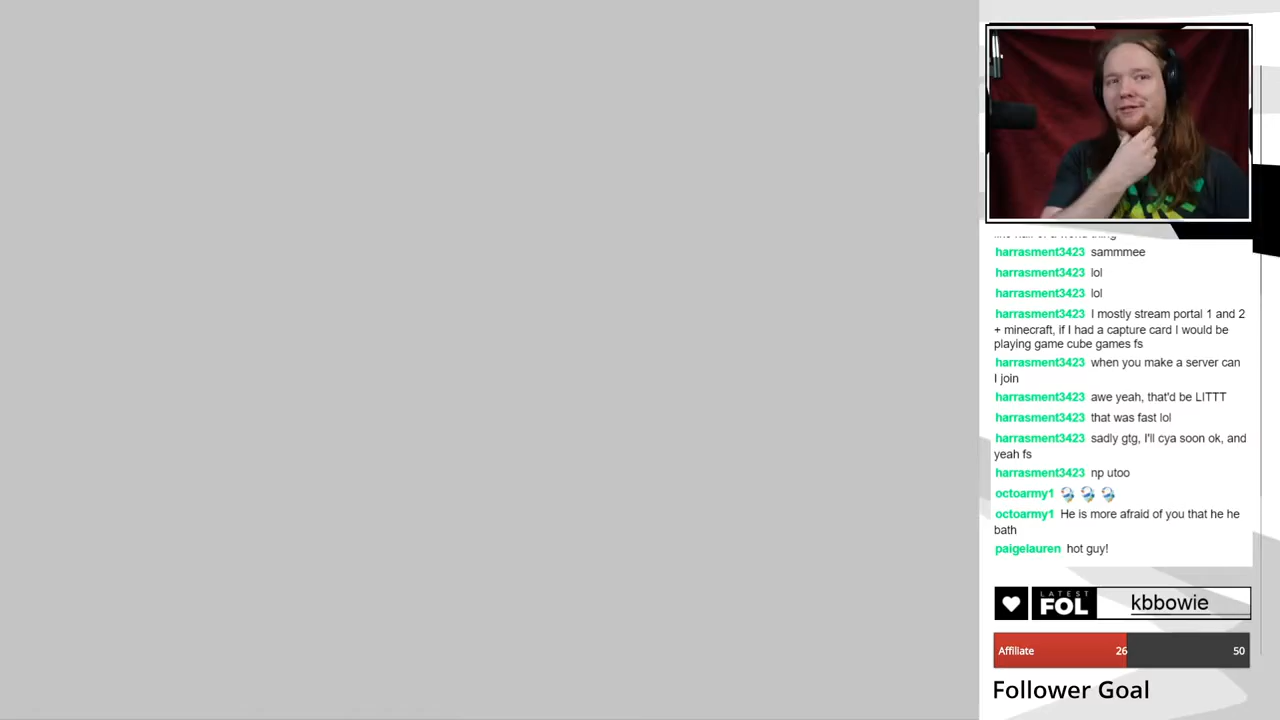 harrasment3423 sammmee
harrasment3423 lol
harrasment3423 lol
harrasment3423 I mostly stream portal 1 and 2
+ minecraft, if I had a capture card I would be
playing game cube games fs
harrasment3423 when you make a server can
I join
harrasment3423 awe yeah, that'd be LITTT
harrasment3423 that was fast lol
harrasment3423 sadly gtg, I'll cya soon ok, and
yeah fs
harrasment3423 np utoo
octoarmy1
octoarmy1 He is more afraid of you that he he
bath
paigelauren hot guy!
LATEST
FOL
kbbowie
Affiliate 26 50
Follower Goal